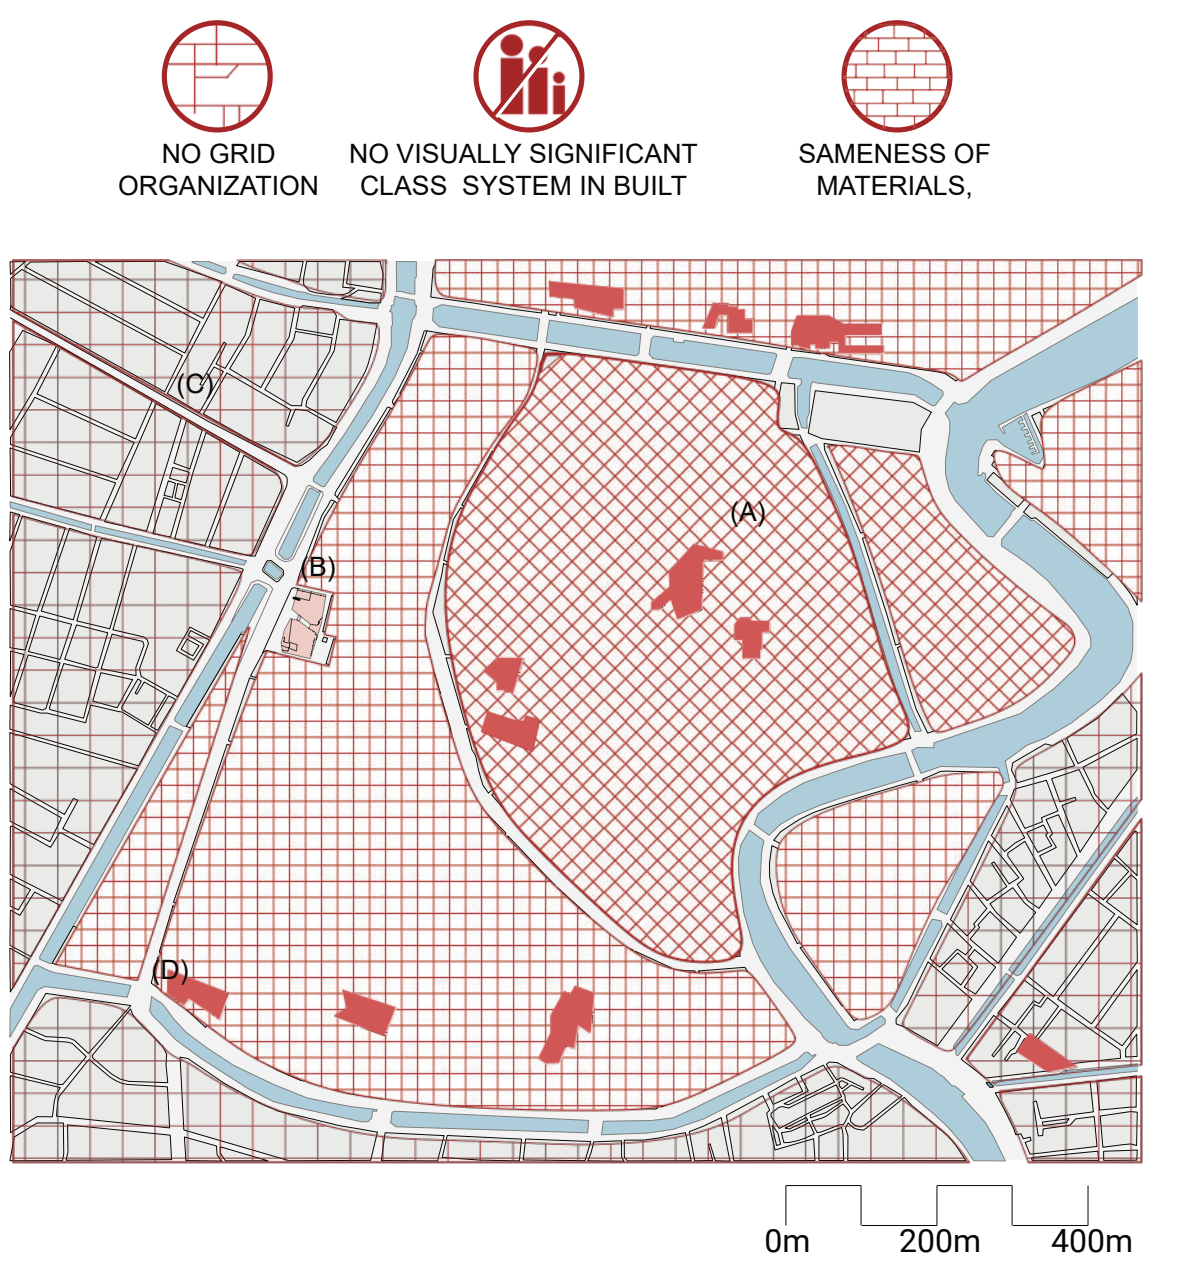 NO GRID
ORGANIZATION
NO VISUALLY SIGNIFICANT
CLASS SYSTEM IN BUILT
SAMENESS OF
MATERIALS,
(C)
(A)
(B)
(D)
0m 200m 400m